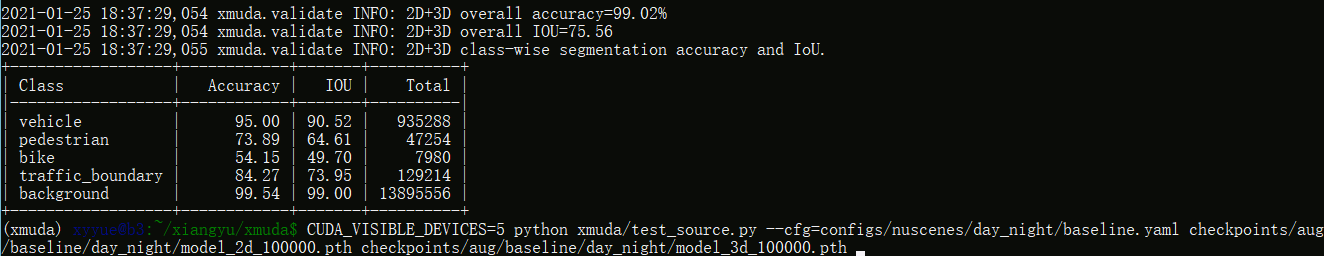 2021-01-25 18:37:29,054 xmuda.validate INFO: 2D+3D overall accuracy=99.02%
2021-01-25 18:37:29,054 xmuda.validate INFO: 2D+3D overall IOU=75.56
2021-01-25 18:37:29,055 xmuda.validate INFO: 2D+3D class-wise segmentation accuracy and IoU.
+------------------+------------+-------+----------+
| Class            |   Accuracy |   IOU |    Total |
|------------------+------------+-------+----------|
| vehicle          |      95.00 | 90.52 |   935288 |
| pedestrian       |      73.89 | 64.61 |    47254 |
| bike             |      54.15 | 49.70 |     7980 |
| traffic_boundary |      84.27 | 73.95 |   129214 |
| background       |      99.54 | 99.00 | 13895556 |
+------------------+------------+-------+----------+
(xmuda) xyyue@b3:~/xiangyu/xmuda$ CUDA_VISIBLE_DEVICES=5 python xmuda/test_source.py --cfg=configs/nuscenes/day_night/baseline.yaml checkpoints/aug
/baseline/day_night/model_2d_100000.pth checkpoints/aug/baseline/day_night/model_3d_100000.pth